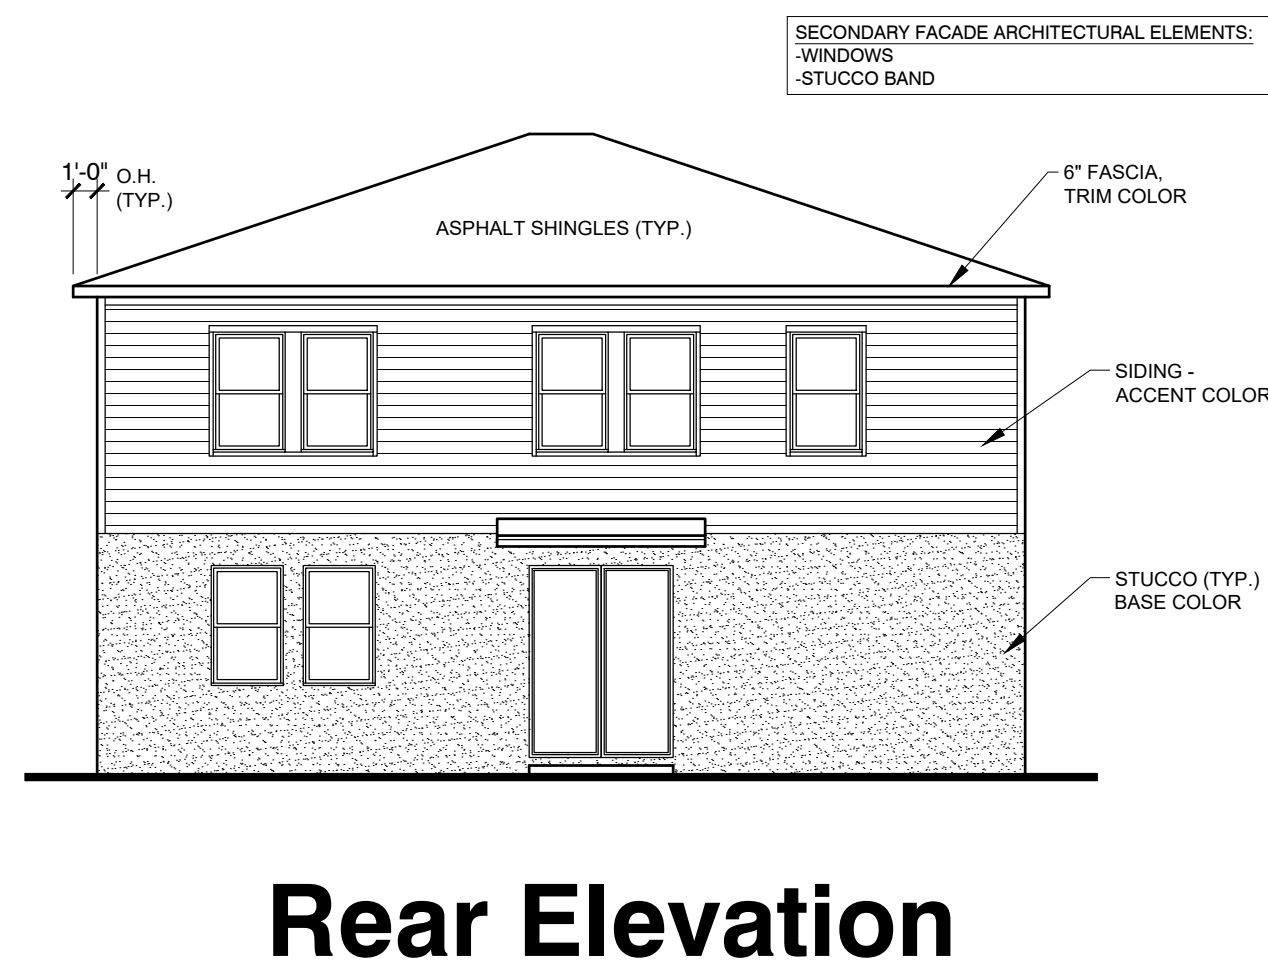 SECONDARY FACADE ARCHITECTURAL ELEMENTS:
-WINDOWS
-STUCCO BAND
1'-0" O.H.
(TYP.)
6" FASCIA,
TRIM COLOR
ASPHALT SHINGLES (TYP.)
SIDING -
ACCENT COLOR
STUCCO (TYP.)
BASE COLOR
Rear Elevation